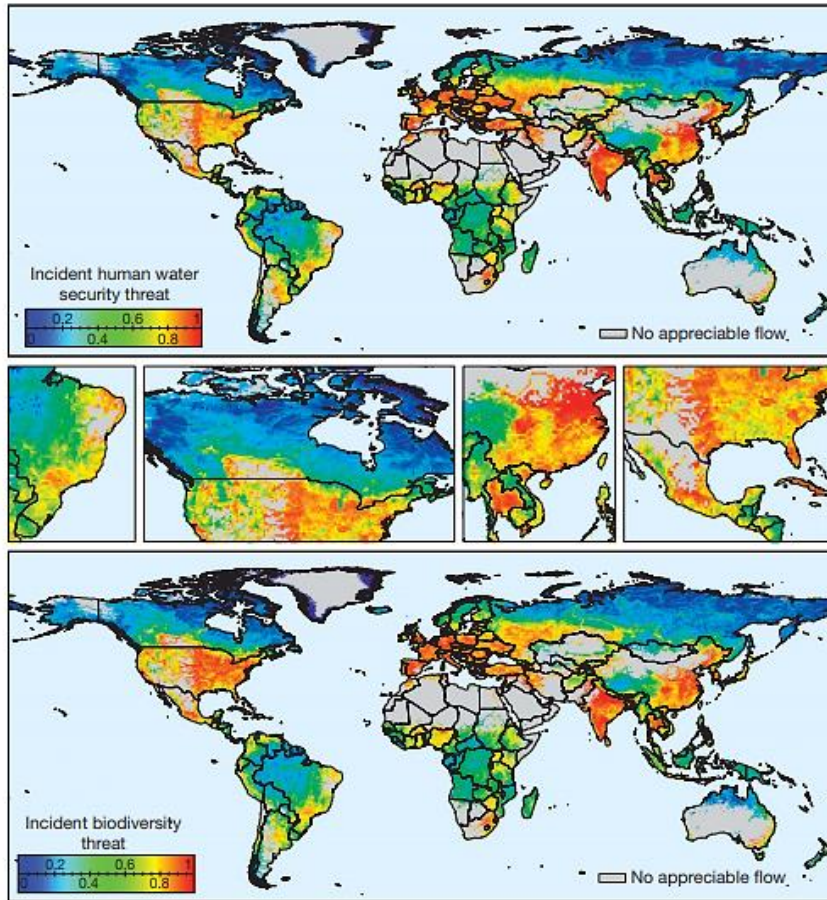 Incident human water
security threat
0.2 0.6 1
0 0.4 0.8
No appreciable flow
Incident biodiversity
threat
0.2 0.6 1
0 0.4 0.8
No appreciable flow